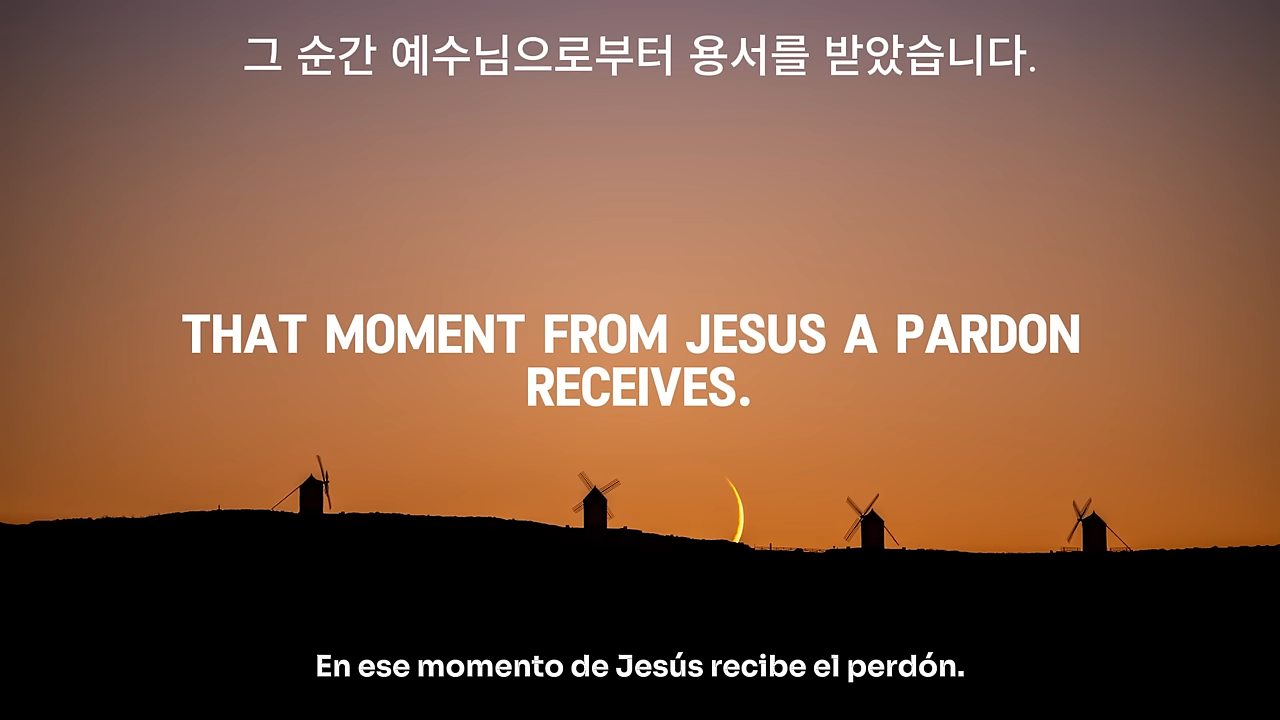 그 순간 예수님으로부터 용서를 받았습니다.
THAT MOMENT FROM JESUS A PARDON
RECEIVES.
En ese momento de Jesús recibe el perdón.